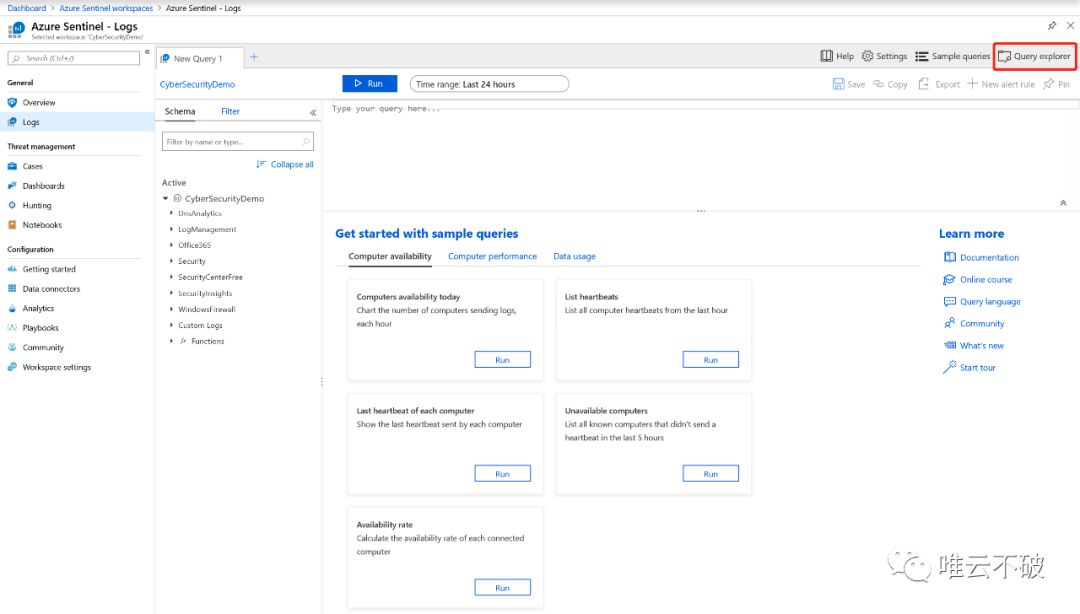 Dashboard > Azure Sentinel workspaces > Azure Sentinel - Logs
Azure Sentinel - Logs
Selected workspace: 'CyberSecurityDemo'
Search (Ctrl+/)
General
Overview
Logs
Threat management
Cases
Dashboards
Hunting
Notebooks
Configuration
Getting started
Data connectors
Analytics
Playbooks
Community
Workspace settings
New Query 1
Help
Settings
Sample queries
Query explorer
CyberSecurityDemo
Run
Time range: Last 24 hours
Save
Copy
Export
New alert rule
Pin
Schema
Filter
Filter by name or type...
Collapse all
Active
CyberSecurityDemo
DnsAnalytics
LogManagement
Office365
Security
SecurityCenterFree
SecurityInsights
WindowsFirewall
Custom Logs
Functions
Type your query here...
Get started with sample queries
Computer availability
Computer performance
Data usage
Computers availability today
Chart the number of computers sending logs,
each hour
Run
List heartbeats
List all computer heartbeats from the last hour
Run
Last heartbeat of each computer
Show the last heartbeat sent by each computer
Run
Unavailable computers
List all known computers that didn't send a
heartbeat in the last 5 hours
Run
Availability rate
Calculate the availability rate of each connected
computer
Run
Learn more
Documentation
Online course
Query language
Community
What's new
Start tour
唯云不破